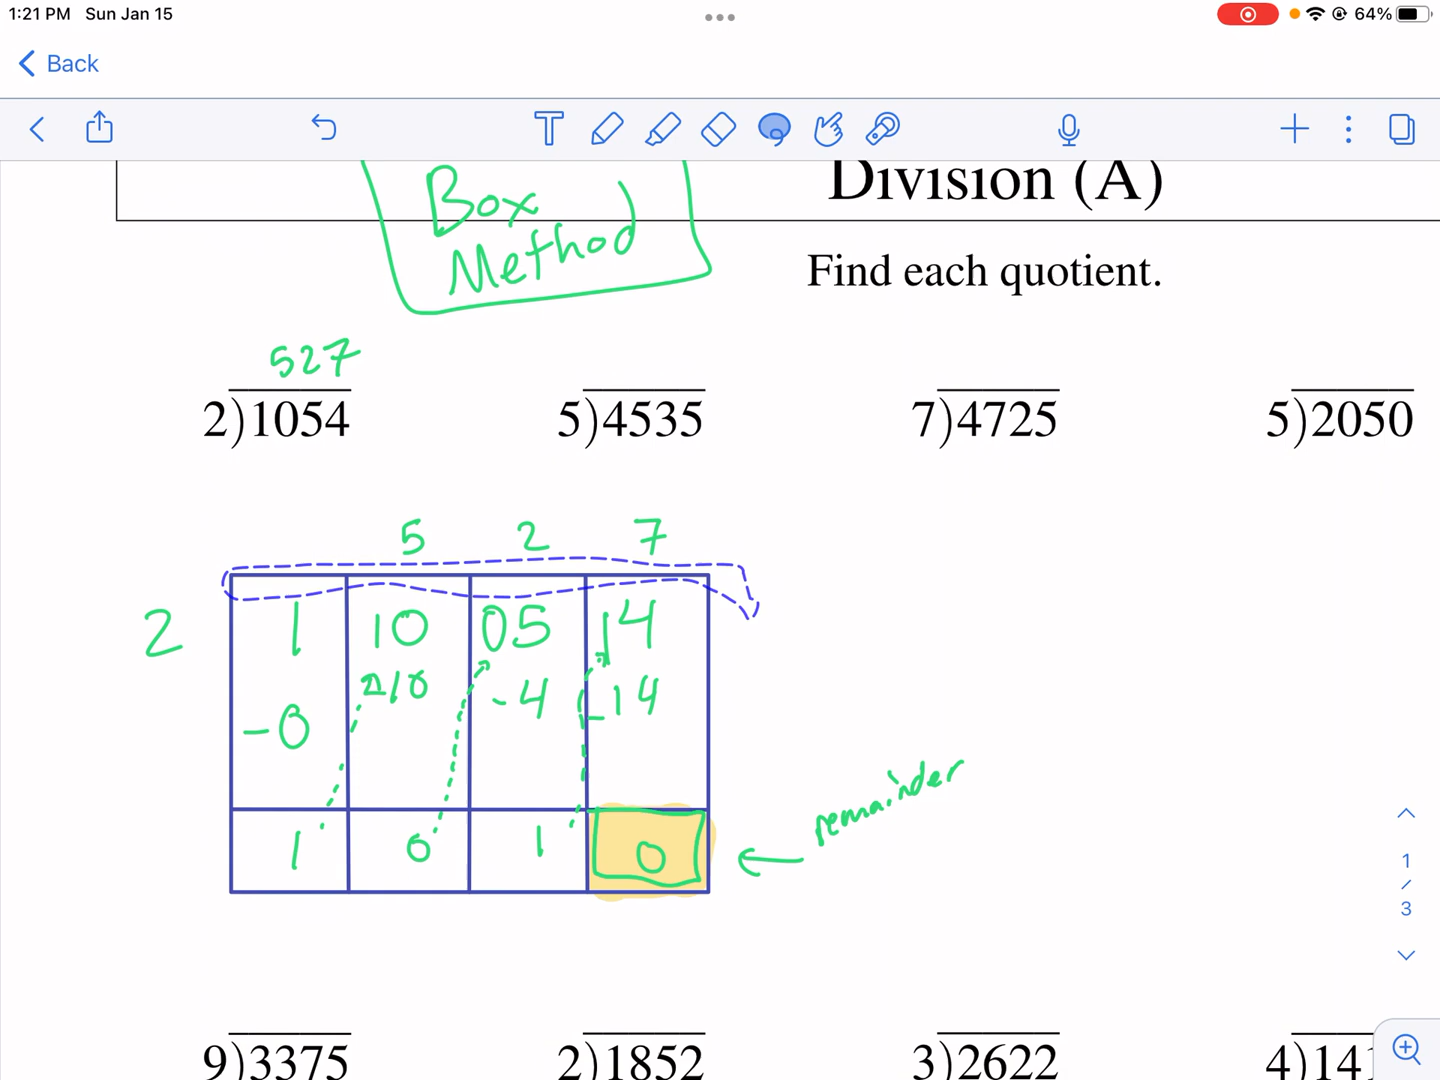 1:21 PM Sun Jan 15
64%
Back
T
Box
Method
Division (A)
Find each quotient.
527
2)1054 5)4535 7)4725 5)2050
5 2 7
2 1 10 05 14
-10 -4 -14
-0
remainder
1 0 1 0
1
/
3
9)3375 2)1852 3)2622